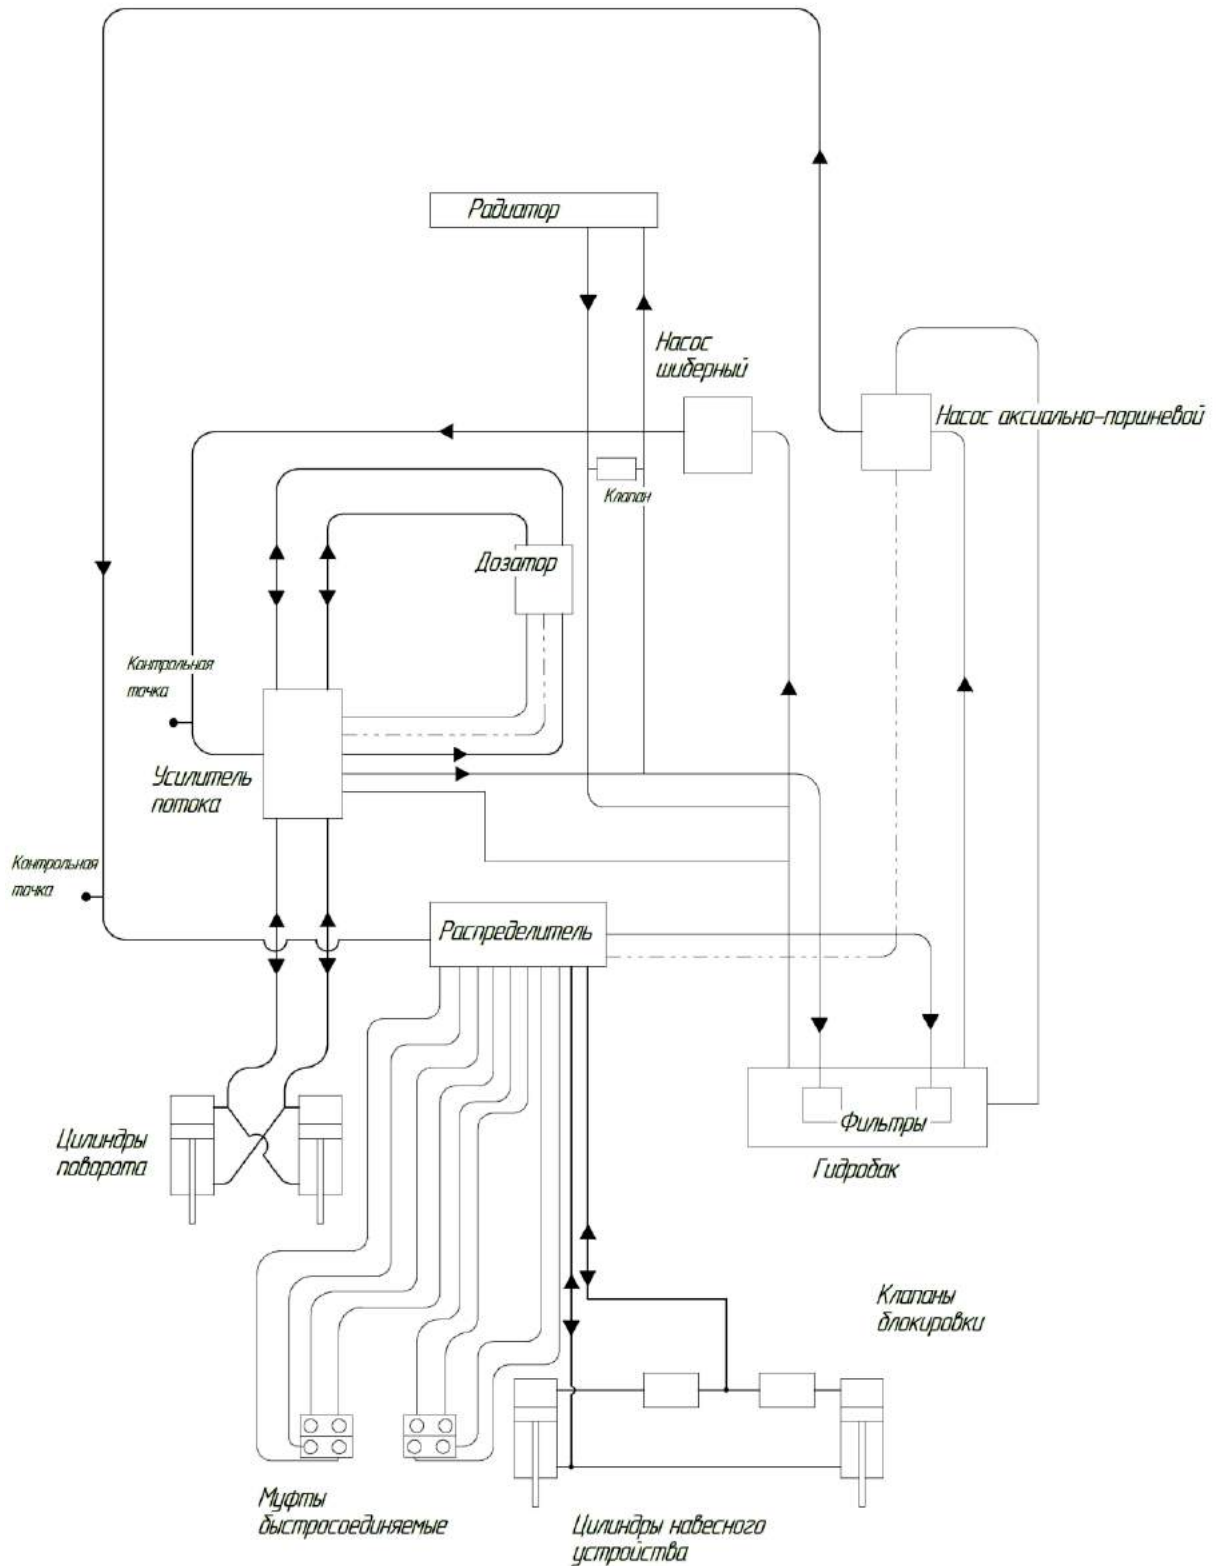 Радиатор
Насос
шиберный
Насос аксиально-поршневой
Клапан
Дозатор
Контрольная
точка
Усилитель
потока
Контрольная
точка
Распределитель
Фильтры
Гидробак
Цилиндры
поворота
Клапаны
блокировки
Муфты
быстросоединяемые
Цилиндры навесного
устройства